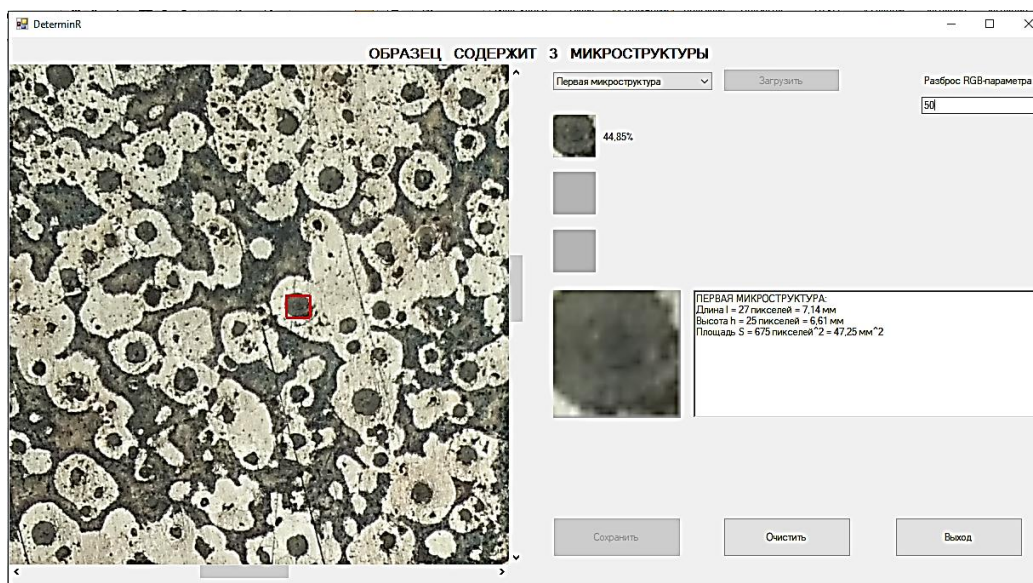 DeterminR
ОБРАЗЕЦ СОДЕРЖИТ 3 МИКРОСТРУКТУРЫ
Первая микроструктура
Загрузить
Разброс RGB-параметра
50
44,85%
ПЕРВАЯ МИКРОСТРУКТУРА:
Длина l = 27 пикселей = 7,14 мм
Высота h = 25 пикселей = 6,61 мм
Площадь S = 675 пикселей^2 = 47,25 мм^2
Сохранить
Очистить
Выход